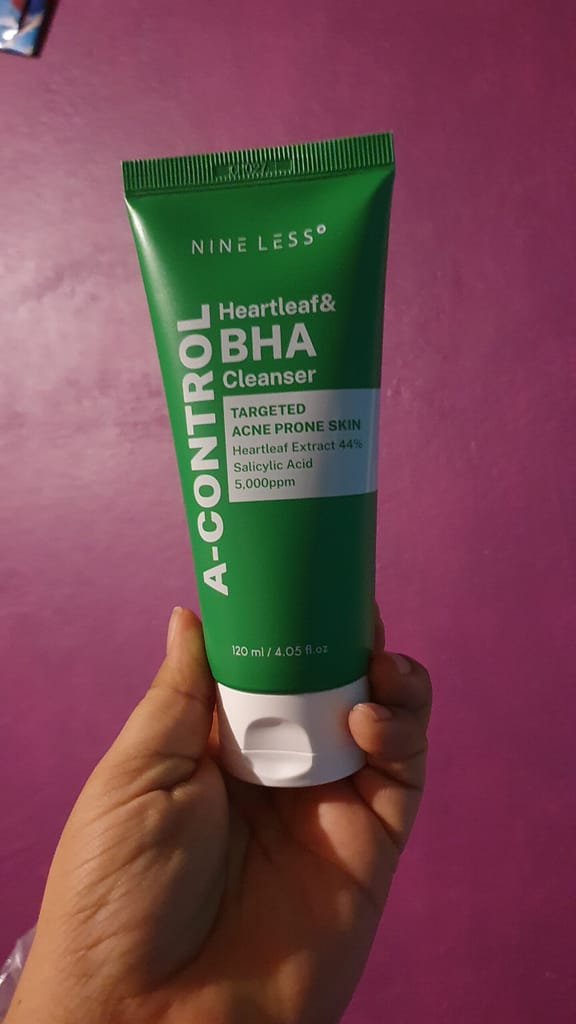 NINE LESS
A-CONTROL
Heartleaf&
BHA
Cleanser
TARGETED
ACNE PRONE SKIN
Heartleaf Extract 44%
Salicylic Acid
5,000ppm
120 ml / 4.05 fl.oz